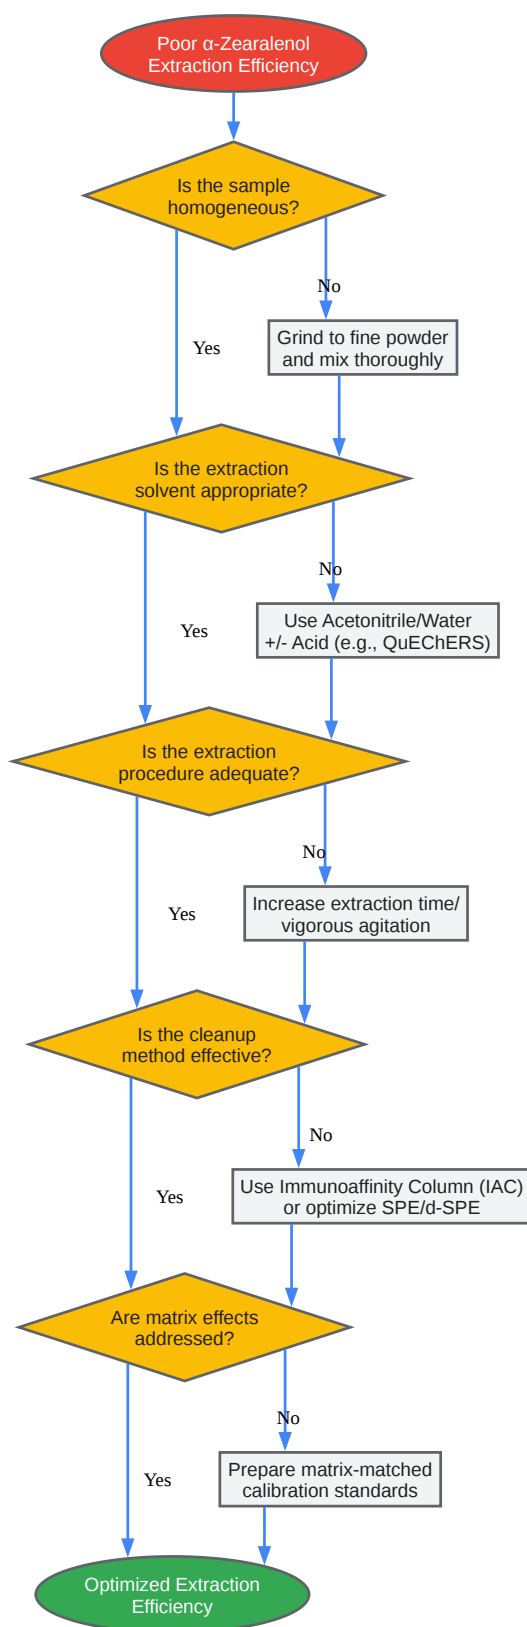 Poor α-Zearalenol
Extraction Efficiency
Is the sample
homogeneous?
No
Grind to fine powder
and mix thoroughly
Yes
Is the extraction
solvent appropriate?
No
Use Acetonitrile/Water
+/- Acid (e.g., QuEChERS)
Yes
Is the extraction
procedure adequate?
No
Increase extraction time/
vigorous agitation
Yes
Is the cleanup
method effective?
No
Use Immunoaffinity Column (IAC)
or optimize SPE/d-SPE
Yes
Are matrix effects
addressed?
No
Prepare matrix-matched
calibration standards
Yes
Optimized Extraction
Efficiency